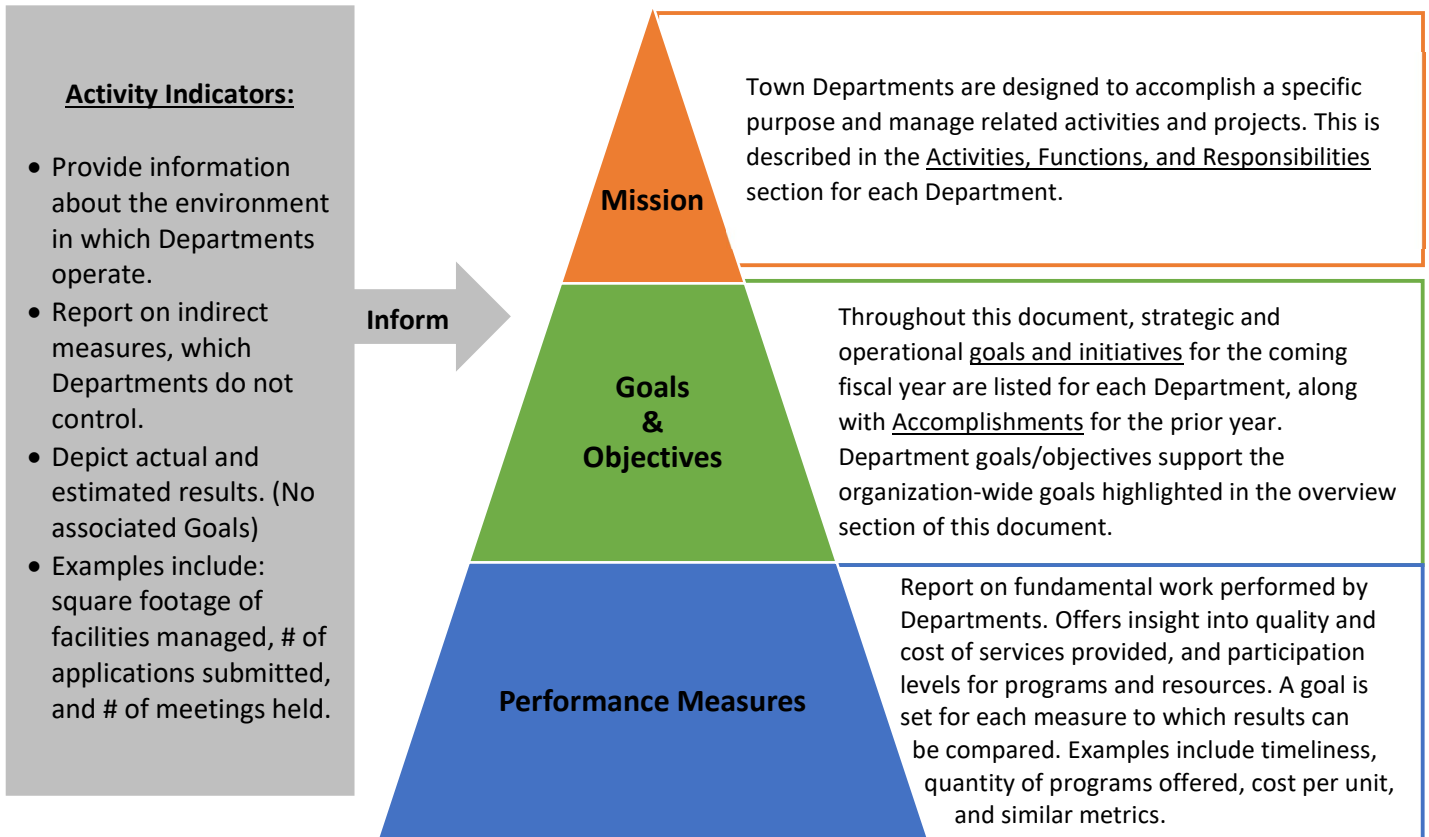 Activity Indicators:
• Provide information
about the environment
in which Departments
operate.
• Report on indirect
measures, which
Departments do not
control.
• Depict actual and
estimated results. (No
associated Goals)
• Examples include:
square footage of
facilities managed, # of
applications submitted,
and # of meetings held.
Inform
Mission
Town Departments are designed to accomplish a specific
purpose and manage related activities and projects. This is
described in the Activities, Functions, and Responsibilities
section for each Department.
Goals
&
Objectives
Throughout this document, strategic and
operational goals and initiatives for the coming
fiscal year are listed for each Department, along
with Accomplishments for the prior year.
Department goals/objectives support the
organization-wide goals highlighted in the overview
section of this document.
Performance Measures
Report on fundamental work performed by
Departments. Offers insight into quality and
cost of services provided, and participation
levels for programs and resources. A goal is
set for each measure to which results can
be compared. Examples include timeliness,
quantity of programs offered, cost per unit,
and similar metrics.